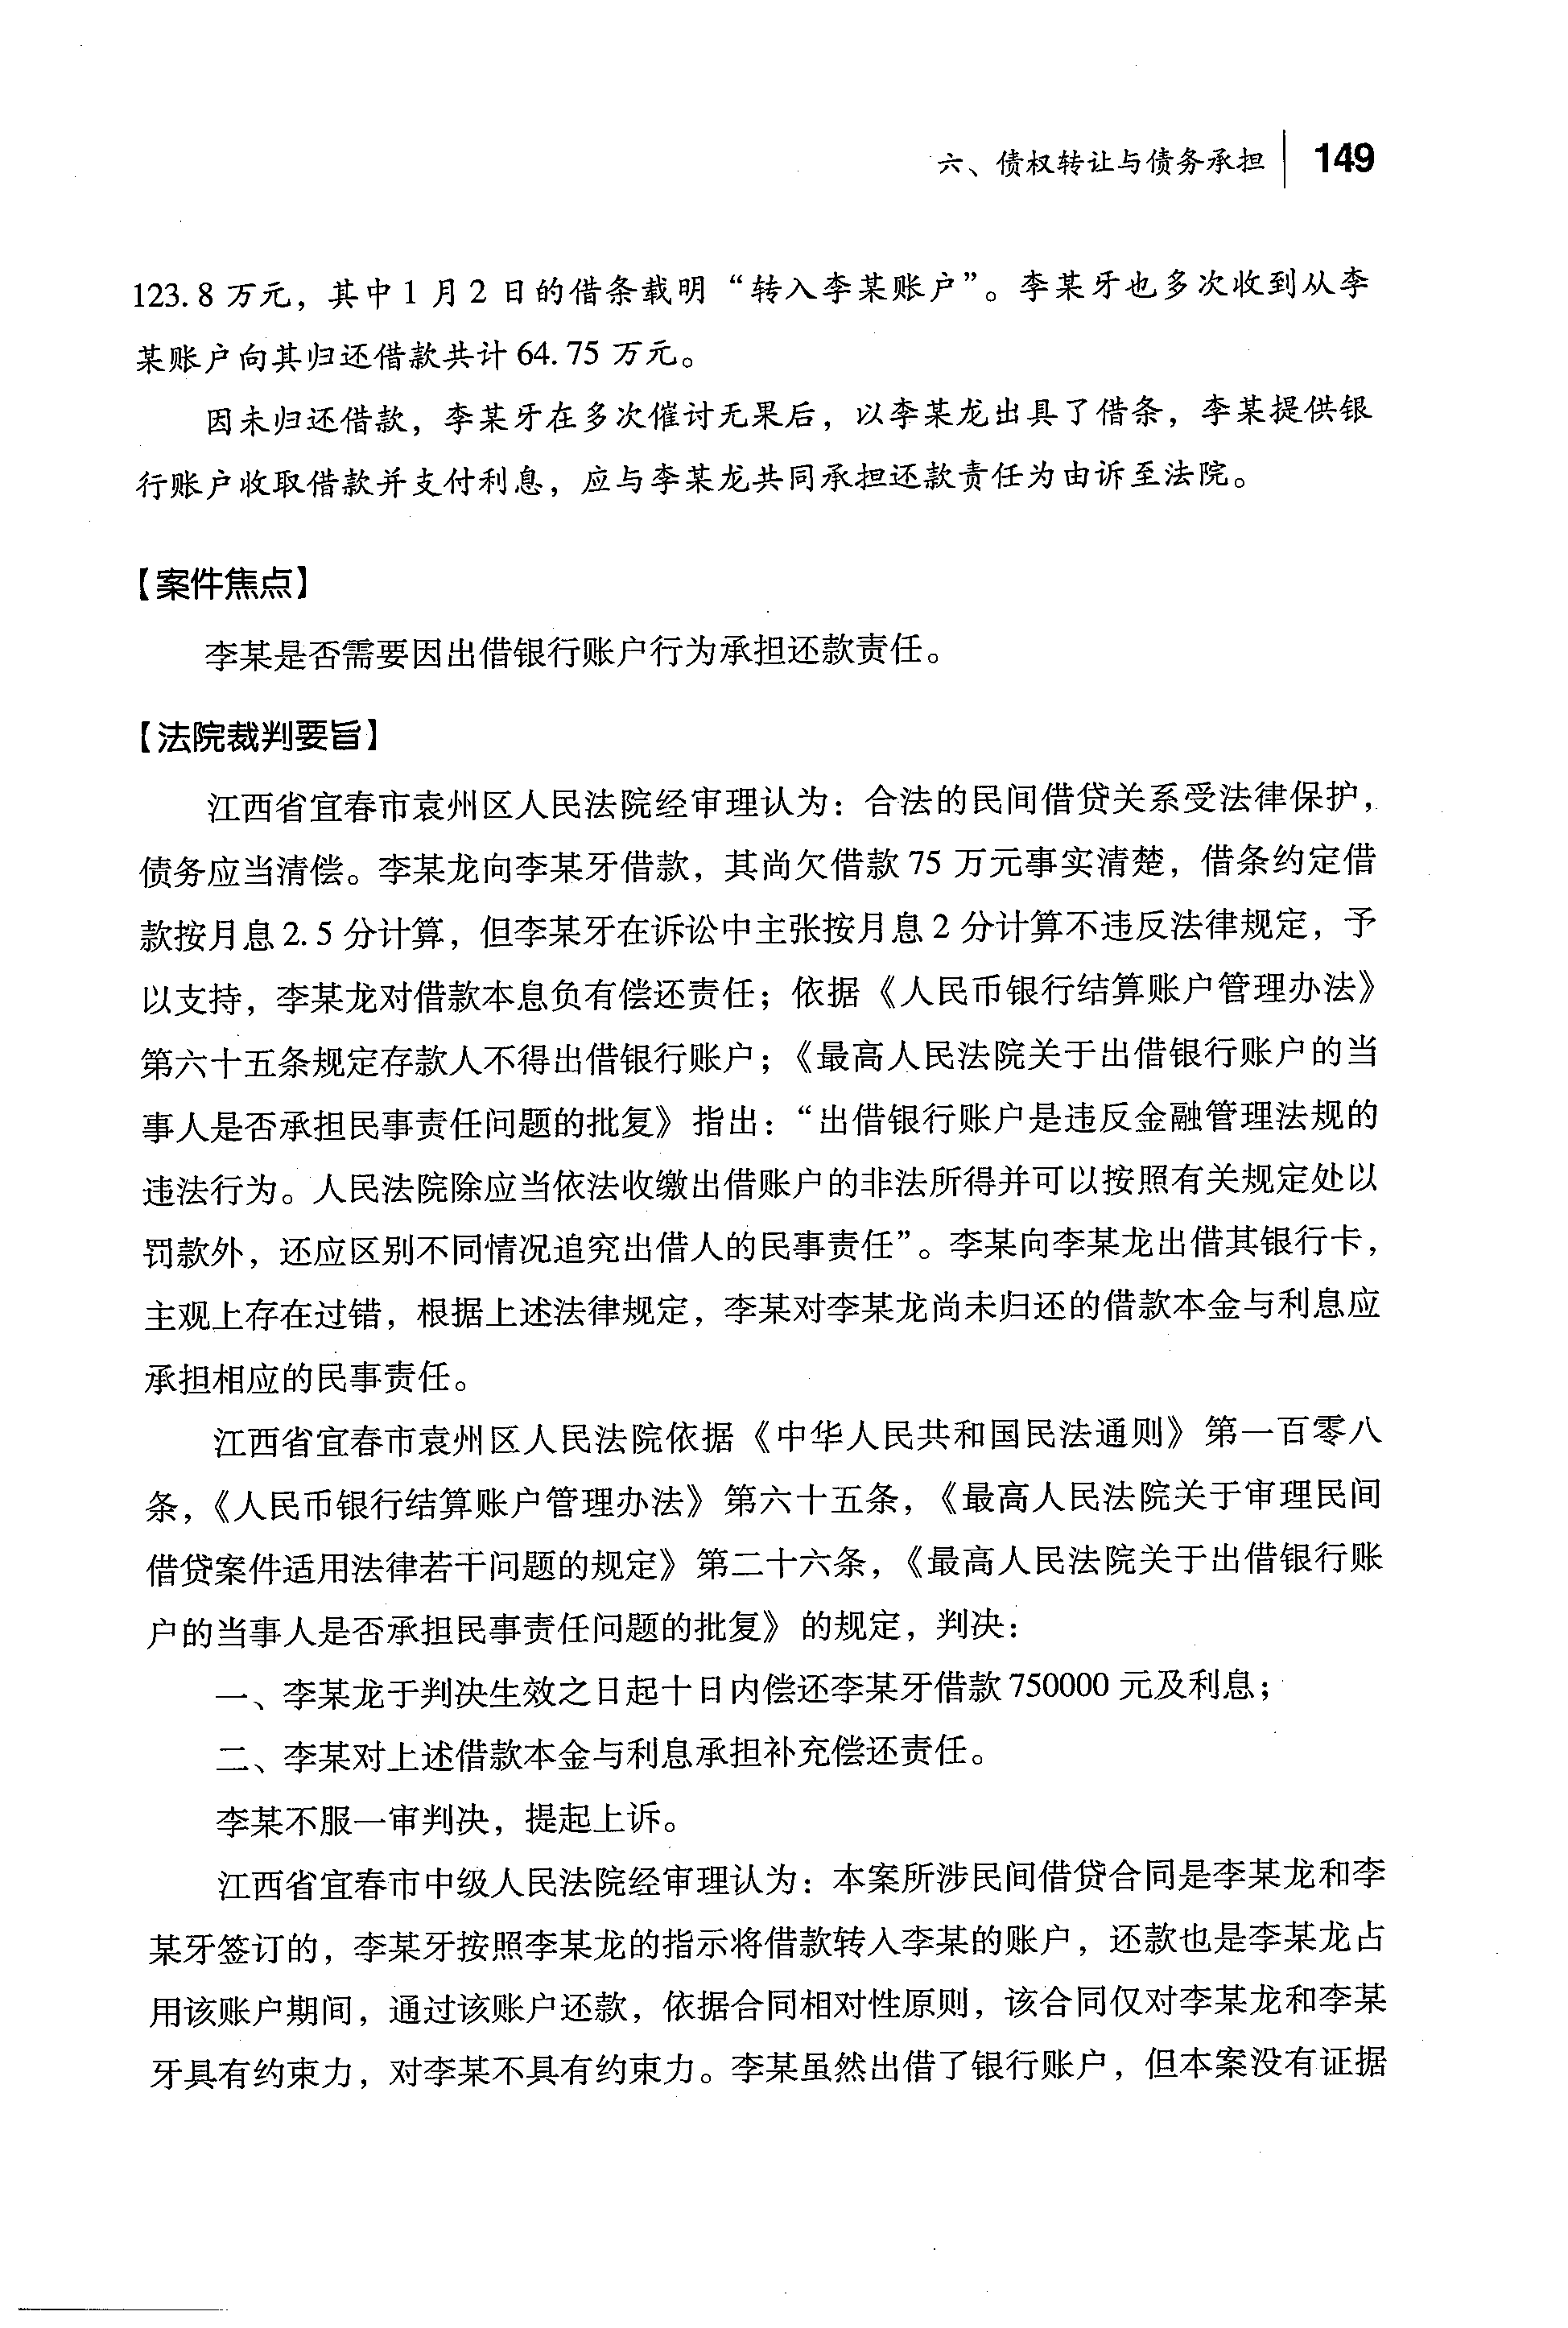 六、债权转让与债务承担 149
123.8万元，其中1月2日的借条载明“转入李某账户”。李某牙也多次收到从李
某账户向其归还借款共计64.75万元。
因未归还借款，李某牙在多次催讨无果后，以李某龙出具了借条，李某提供银
行账户收取借款并支付利息，应与李某龙共同承担还款责任为由诉至法院。
【案件焦点】
李某是否需要因出借银行账户行为承担还款责任。
【法院裁判要旨】
江西省宜春市袁州区人民法院经审理认为：合法的民间借贷关系受法律保护，
债务应当清偿。李某龙向李某牙借款，其尚欠借款75万元事实清楚，借条约定借
款按月息2.5分计算，但李某牙在诉讼中主张按月息2分计算不违反法律规定，予
以支持，李某龙对借款本息负有偿还责任；依据《人民币银行结算账户管理办法》
第六十五条规定存款人不得出借银行账户；《最高人民法院关于出借银行账户的当
事人是否承担民事责任问题的批复》指出：“出借银行账户是违反金融管理法规的
违法行为。人民法院除应当依法收缴出借账户的非法所得并可以按照有关规定处以
罚款外，还应区别不同情况追究出借人的民事责任”。李某向李某龙出借其银行卡，
主观上存在过错，根据上述法律规定，李某对李某龙尚未归还的借款本金与利息应
承担相应的民事责任。
江西省宜春市袁州区人民法院依据《中华人民共和国民法通则》第一百零八
条，《人民币银行结算账户管理办法》第六十五条，《最高人民法院关于审理民间
借贷案件适用法律若干问题的规定》第二十六条，《最高人民法院关于出借银行账
户的当事人是否承担民事责任问题的批复》的规定，判决：
一、李某龙于判决生效之日起十日内偿还李某牙借款750000元及利息；
二、李某对上述借款本金与利息承担补充偿还责任。
李某不服一审判决，提起上诉。
江西省宜春市中级人民法院经审理认为：本案所涉民间借贷合同是李某龙和李
某牙签订的，李某牙按照李某龙的指示将借款转入李某的账户，还款也是李某龙占
用该账户期间，通过该账户还款，依据合同相对性原则，该合同仅对李某龙和李某
牙具有约束力，对李某不具有约束力。李某虽然出借了银行账户，但本案没有证据